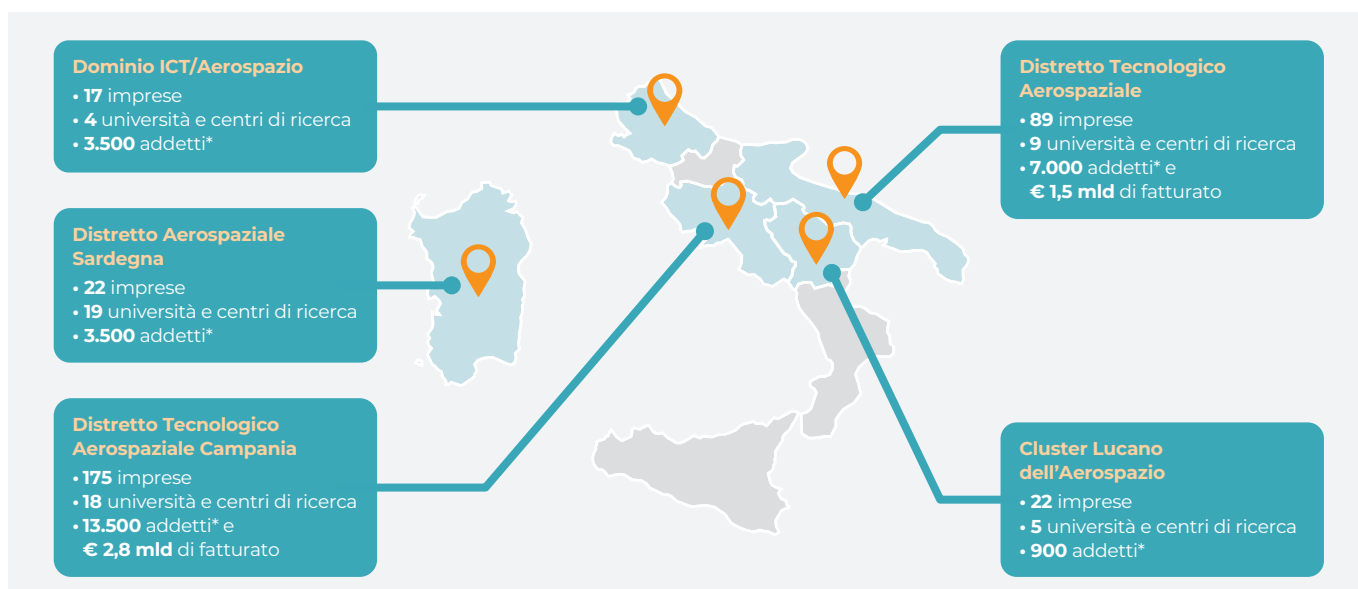 Dominio ICT/Aerospazio
• 17 imprese
• 4 università e centri di ricerca
• 3.500 addetti*
Distretto Aerospaziale
Sardegna
• 22 imprese
• 19 università e centri di ricerca
• 3.500 addetti*
Distretto Tecnologico
Aerospaziale Campania
• 175 imprese
• 18 università e centri di ricerca
• 13.500 addetti* e
€ 2,8 mld di fatturato
Distretto Tecnologico
Aerospaziale
• 89 imprese
• 9 università e centri di ricerca
• 7.000 addetti* e
€ 1,5 mld di fatturato
Cluster Lucano
dell’Aerospazio
• 22 imprese
• 5 università e centri di ricerca
• 900 addetti*